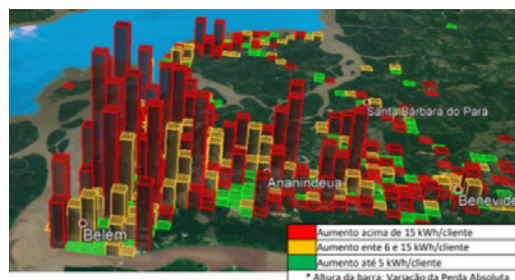 Santa Bárbara do Pará
Ananindeua
Benevide
Belém
Aumento acima de 15 kWh/cliente
Aumento ente 6 e 15 kWh/cliente
Aumento até 5 kWh/cliente
* Altura da barra: Variação da Perda Absoluta